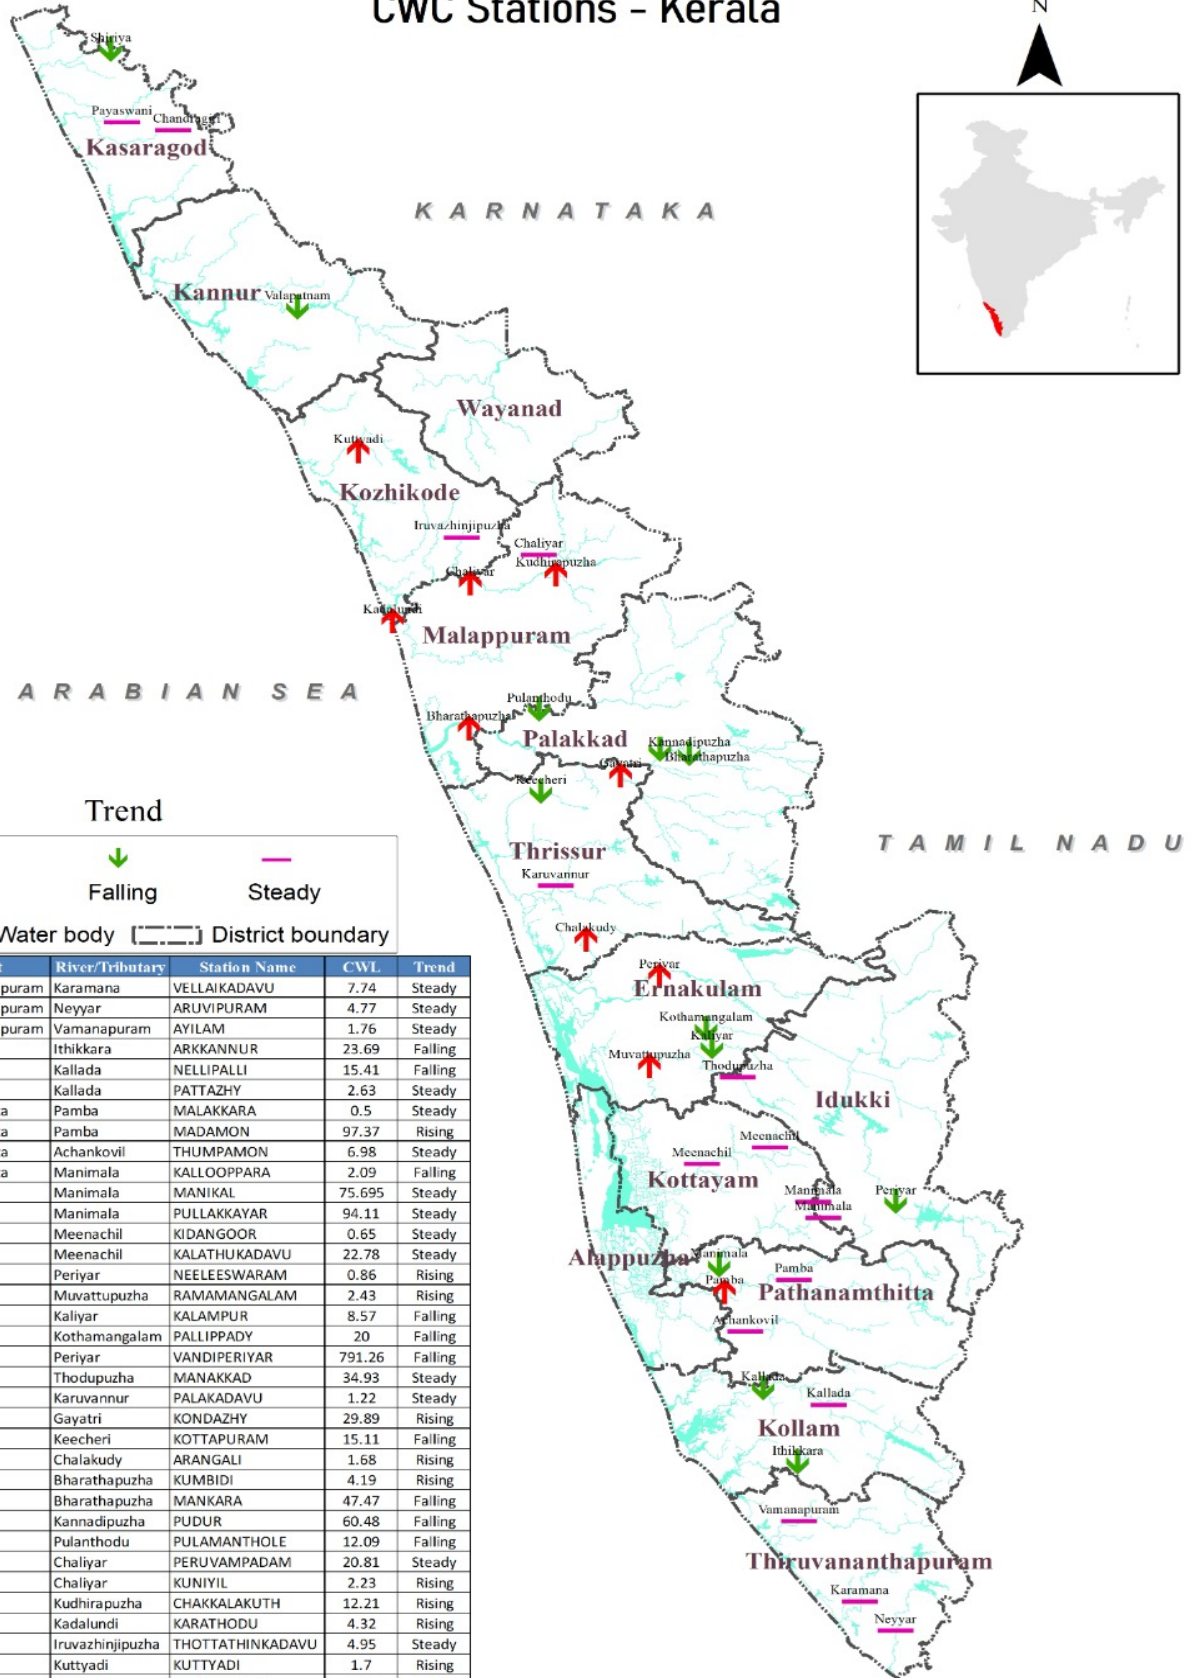 CWC Stations - Kerala
N
Shiriya
Payaswani
Chandragiri
Kasaragod
KARNATAKA
Kannur
Valapatnam
Wayanad
Kuttyadi
Kozhikode
Iruvazhinjipuzha
Chaliyar
Kudhirapuzha
Chaliyar
Kadalundi
Malappuram
ARABIAN SEA
Pulanthodu
Bharathapuzha
Palakkad
Kannadipuzha
Bharathapuzha
Gayatri
Keecheri
Trend
TAMIL NADU
Thrissur
Falling
Steady
Karuvannur
Water body
District boundary
Chalakudy
Periyar
Ernakulam
Kothamangalam
Kaliyar
Muvattupuzha
Thodupuzha
Idukki
Meenachil
Meenachil
Kottayam
Manimala
Manimala
Periyar
Alappuzha
Manimala
Pamba
Pamba
Pathanamthitta
Achankovil
Kallada
Kallada
Kollam
Ithikkara
Vamanapuram
Thiruvananthapuram
Karamana
Neyyar
t River/Tributary Station Name CWL Trend
puram Karamana VELLAIKADAVU 7.74 Steady
puram Neyyar ARUVIPURAM 4.77 Steady
puram Vamanapuram AYILAM 1.76 Steady
Ithikkara ARKKANNUR 23.69 Falling
Kallada NELLIPALLI 15.41 Falling
Kallada PATTAZHY 2.63 Steady
a Pamba MALAKKARA 0.5 Steady
a Pamba MADAMON 97.37 Rising
a Achankovil THUMPAMON 6.98 Steady
a Manimala KALLOOPPARA 2.09 Falling
Manimala MANIKAL 75.695 Steady
Manimala PULLAKKAYAR 94.11 Steady
Meenachil KIDANGOOR 0.65 Steady
Meenachil KALATHUKADAVU 22.78 Steady
Periyar NEELEESWARAM 0.86 Rising
Muvattupuzha RAMAMANGALAM 2.43 Rising
Kaliyar KALAMPUR 8.57 Falling
Kothamangalam PALLIPPADY 20 Falling
Periyar VANDIPERIYAR 791.26 Falling
Thodupuzha MANAKKAD 34.93 Steady
Karuvannur PALAKADAVU 1.22 Steady
Gayatri KONDAZHY 29.89 Rising
Keecheri KOTTAPURAM 15.11 Falling
Chalakudy ARANGALI 1.68 Rising
Bharathapuzha KUMBIDI 4.19 Rising
Bharathapuzha MANKARA 47.47 Falling
Kannadipuzha PUDUR 60.48 Falling
Pulanthodu PULAMANTHOLE 12.09 Falling
Chaliyar PERUVAMPADAM 20.81 Steady
Chaliyar KUNIYIL 2.23 Rising
Kudhirapuzha CHAKKALAKUTH 12.21 Rising
Kadalundi KARATHODU 4.32 Rising
Iruvazhinjipuzha THOTTATHINKADAVU 4.95 Steady
Kuttyadi KUTTYADI 1.7 Rising